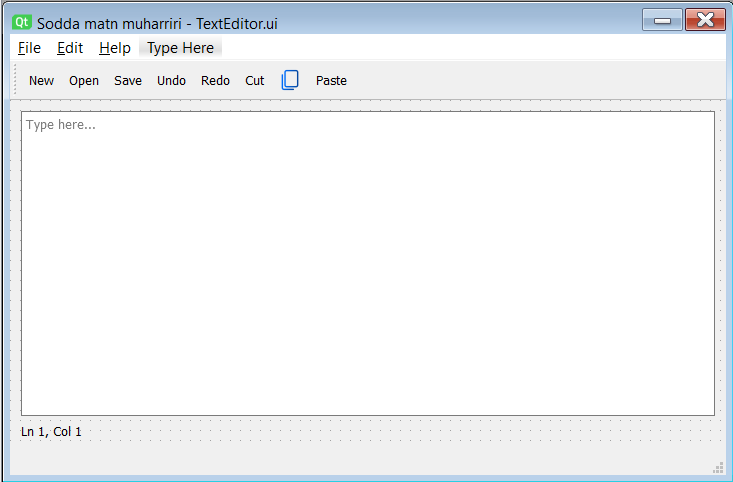 Qt Sodda matn muharriri - TextEditor.ui
File Edit Help Type Here
New Open Save Undo Redo Cut Paste
Type here...
Ln 1, Col 1